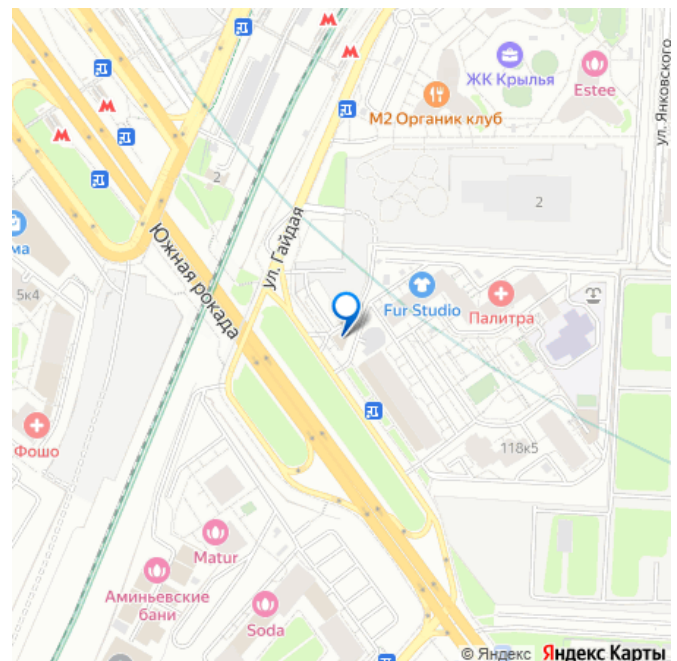 ЖК Крылья
Estee
М2 Органик клуб
ул. Янковского
2
2
ул. Гайдая
Южная рокада
ма
5к4
Fur Studio
Палитра
Фошо
118к5
Matur
Аминьевские
бани
Soda
© Яндекс Яндекс Карты